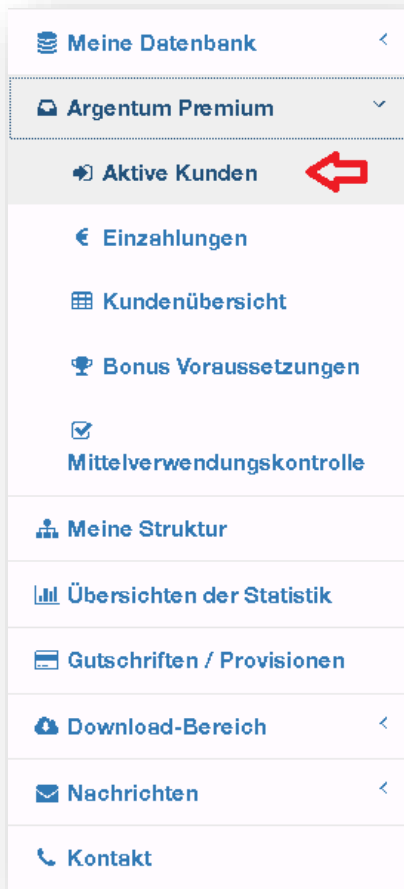 Meine Datenbank
Argentum Premium
Aktive Kunden
Einzahlungen
Kundenübersicht
Bonus Voraussetzungen
Mittelverwendungskontrolle
Meine Struktur
Übersichten der Statistik
Gutschriften / Provisionen
Download-Bereich
Nachrichten
Kontakt